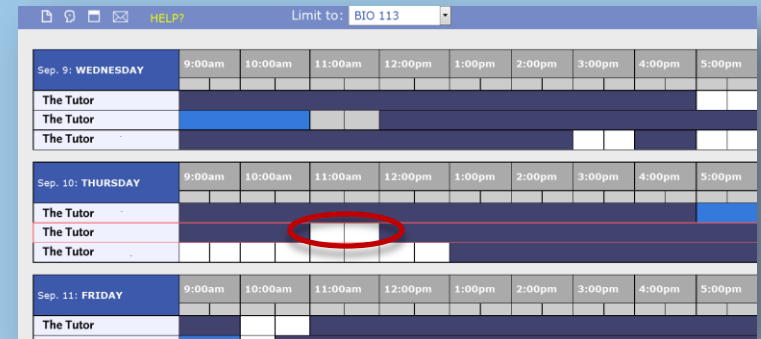 HELP? Limit to: BIO 113
Sep. 9: WEDNESDAY 9:00am 10:00am 11:00am 12:00pm 1:00pm 2:00pm 3:00pm 4:00pm 5:00pm
The Tutor
The Tutor
The Tutor
Sep. 10: THURSDAY 9:00am 10:00am 11:00am 12:00pm 1:00pm 2:00pm 3:00pm 4:00pm 5:00pm
The Tutor
The Tutor
The Tutor
Sep. 11: FRIDAY 9:00am 10:00am 11:00am 12:00pm 1:00pm 2:00pm 3:00pm 4:00pm 5:00pm
The Tutor